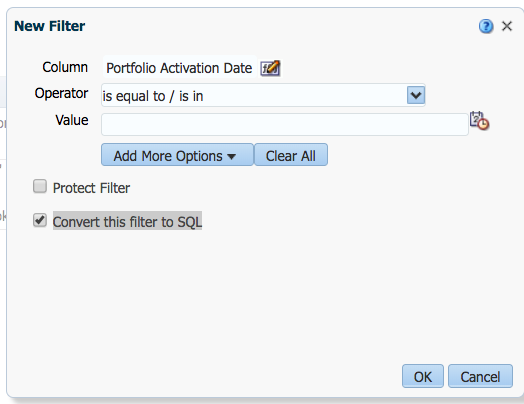 New Filter
Column Portfolio Activation Date
Operator is equal to / is in
Value
Add More Options Clear All
Protect Filter
Convert this filter to SQL
OK Cancel